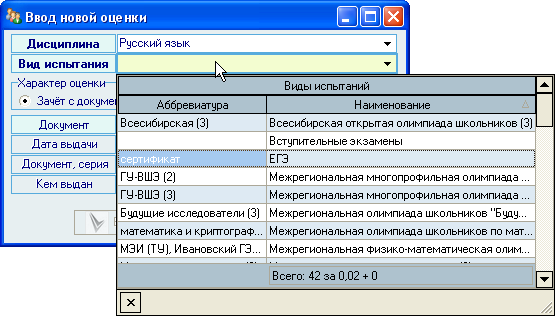 Ввод новой оценки
Дисциплина Русский язык
Вид испытания
Характер оценки
Зачёт с докумен
Документ
Дата выдачи
Документ, серия
Кем выдан
Виды испытаний
Аббревиатура Наименование
Всесибирская (3) Всесибирская открытая олимпиада школьников (3)
Вступительные экзамены
сертификат ЕГЭ
ГУ-ВШЭ (2) Межрегиональная многопрофильная олимпиада ...
ГУ-ВШЭ (3) Межрегиональная многопрофильная олимпиада ...
Будущие исследователи (3) Межрегиональная олимпиада школьников "Буду...
математика и криптограф... Межрегиональная олимпиада школьников по мат...
МЭИ (ТУ), Ивановский ГЭ... Межрегиональная физико-математическая олим...
Всего: 42 за 0,02 + 0